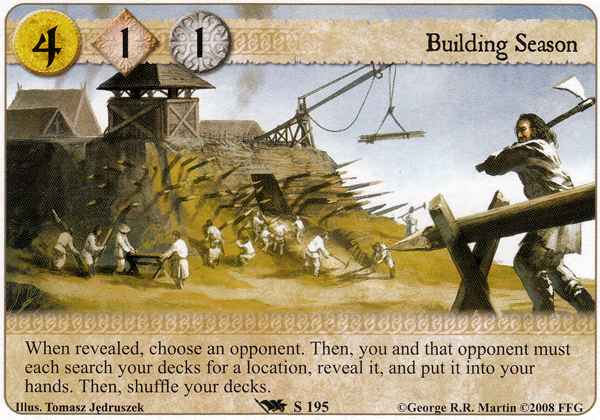 4 1 1 Building Season
When revealed, choose an opponent. Then, you and that opponent must
each search your decks for a location, reveal it, and put it into your
hands. Then, shuffle your decks.
Illus. Tomasz Jędruszek S 195 ©George R.R. Martin ©2008 FFG